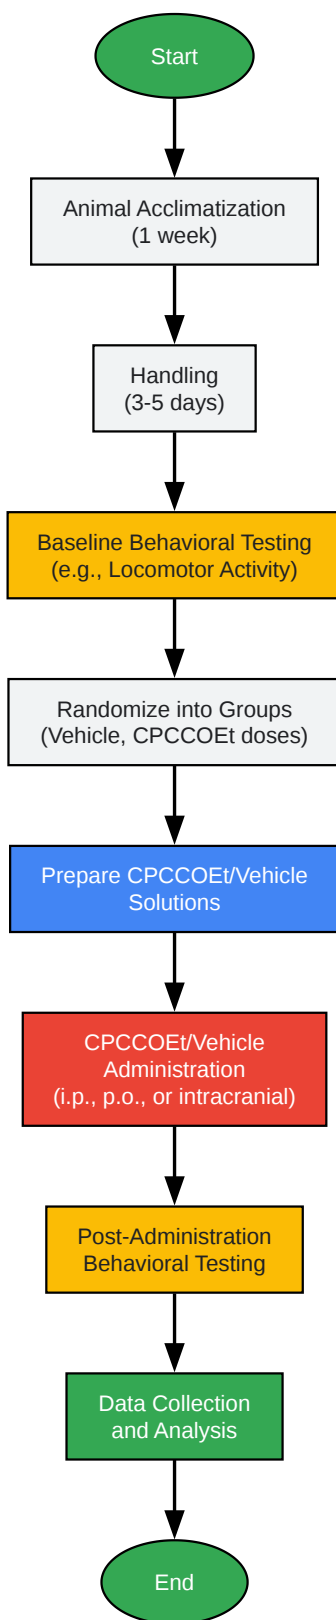 Start
Animal Acclimatization
(1 week)
Handling
(3-5 days)
Baseline Behavioral Testing
(e.g., Locomotor Activity)
Randomize into Groups
(Vehicle, CPCCOEt doses)
Prepare CPCCOEt/Vehicle
Solutions
CPCCOEt/Vehicle
Administration
(i.p., p.o., or intracranial)
Post-Administration
Behavioral Testing
Data Collection
and Analysis
End